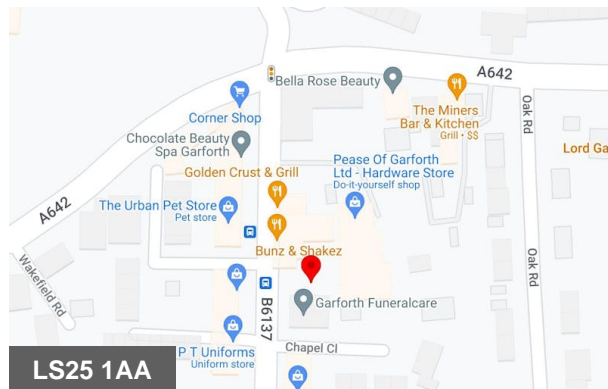 A642
Bella Rose Beauty
The Miners
Bar & Kitchen
Grill • $$
Oak Rd
Lord Ga
Corner Shop
Chocolate Beauty
Spa Garforth
Golden Crust & Grill
Pease Of Garforth
Ltd - Hardware Store
Do-it-yourself shop
A642
The Urban Pet Store
Pet store
Bunz & Shakez
Oak Rd
Wakefield Rd
B6137
Garforth Funeralcare
P T Uniforms
Uniform store
Chapel Cl
LS25 1AA